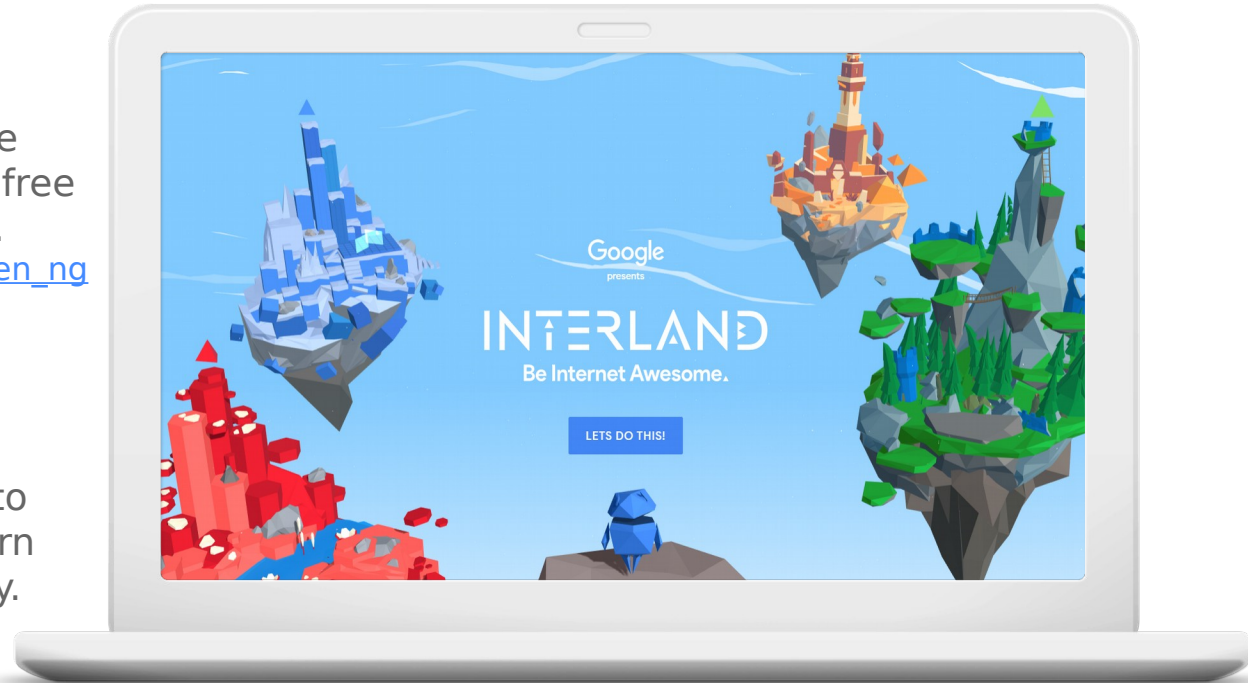 e
free
en_ng
to
rn
y.
Google
presents
INTERLAND
Be Internet Awesome.
LETS DO THIS!